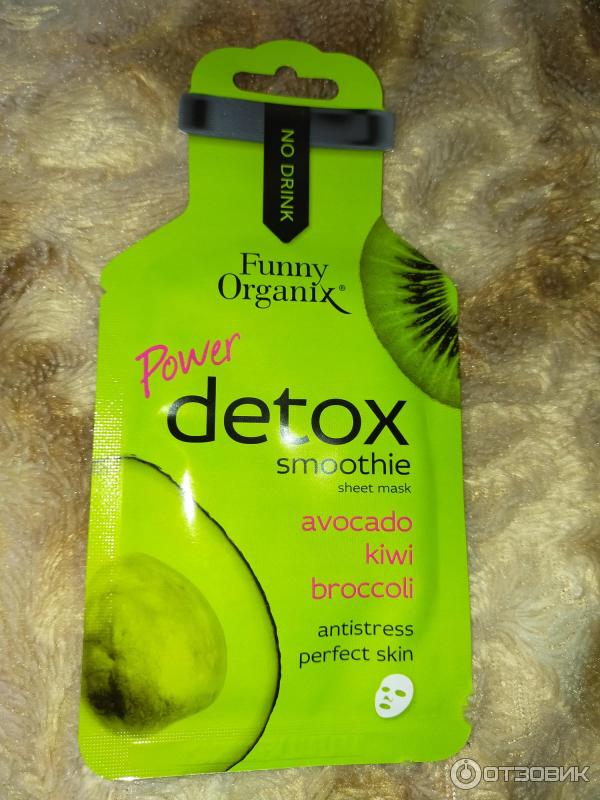 NO DRINK
Funny
Organix®
Power
detox
smoothie
sheet mask
avocado
kiwi
broccoli
antistress
perfect skin
ОТЗОВИК